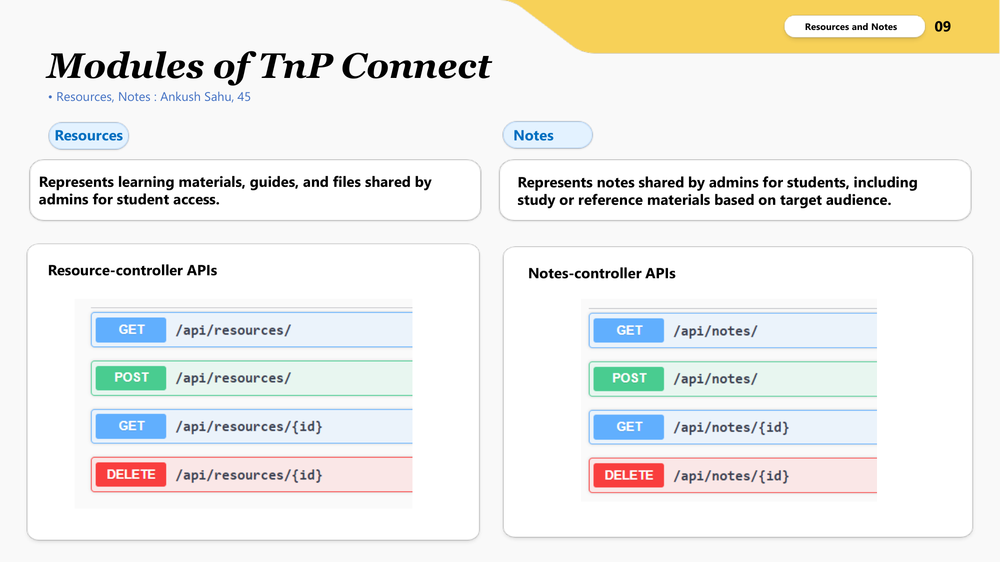 Resources and Notes
09
Modules of TnP Connect
• Resources, Notes : Ankush Sahu, 45
Resources
Represents learning materials, guides, and files shared by
admins for student access.
Resource-controller APIs
GET /api/resources/
POST /api/resources/
GET /api/resources/{id}
DELETE /api/resources/{id}
Notes
Represents notes shared by admins for students, including
study or reference materials based on target audience.
Notes-controller APIs
GET /api/notes/
POST /api/notes/
GET /api/notes/{id}
DELETE /api/notes/{id}